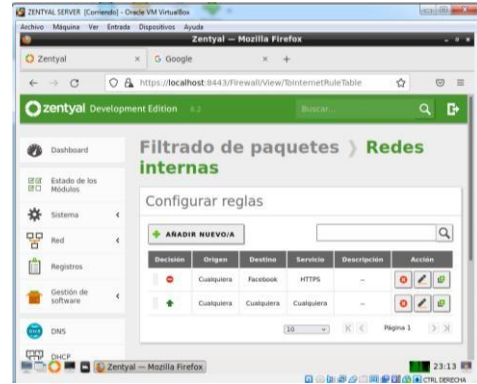 ZENTYAL SERVER [Corriendo] - Oracle VM VirtualBox
Archivo Máquina Ver Entrada Dispositivos Ayuda
Zentyal — Mozilla Firefox
Zentyal × G Google × +
https://localhost:8443/Firewall/View/ToInternetRuleTable
zentyal Development Edition 6.2 Buscar...
Dashboard
Estado de los Módulos
Sistema
Red
Registros
Gestión de software
DNS
DHCP
Filtrado de paquetes ❭ Redes internas
Configurar reglas
+ AÑADIR NUEVO/A
Decisión Origen Destino Servicio Descripción Acción
Cualquiera Facebook HTTPS –
Cualquiera Cualquiera Cualquiera –
10 Página 1
Zentyal — Mozilla Firefox 23:13
CTRL DERECHA